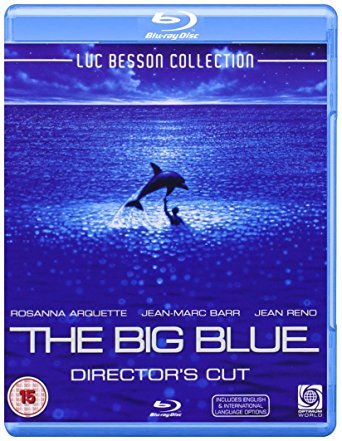 Blu-ray Disc
LUC BESSON COLLECTION
ROSANNA ARQUETTE JEAN-MARC BARR JEAN RENO
THE BIG BLUE
DIRECTOR'S CUT
15
Blu-ray Disc
INCLUDES ENGLISH
& INTERNATIONAL
LANGUAGE OPTIONS
OPTIMUM
WORLD